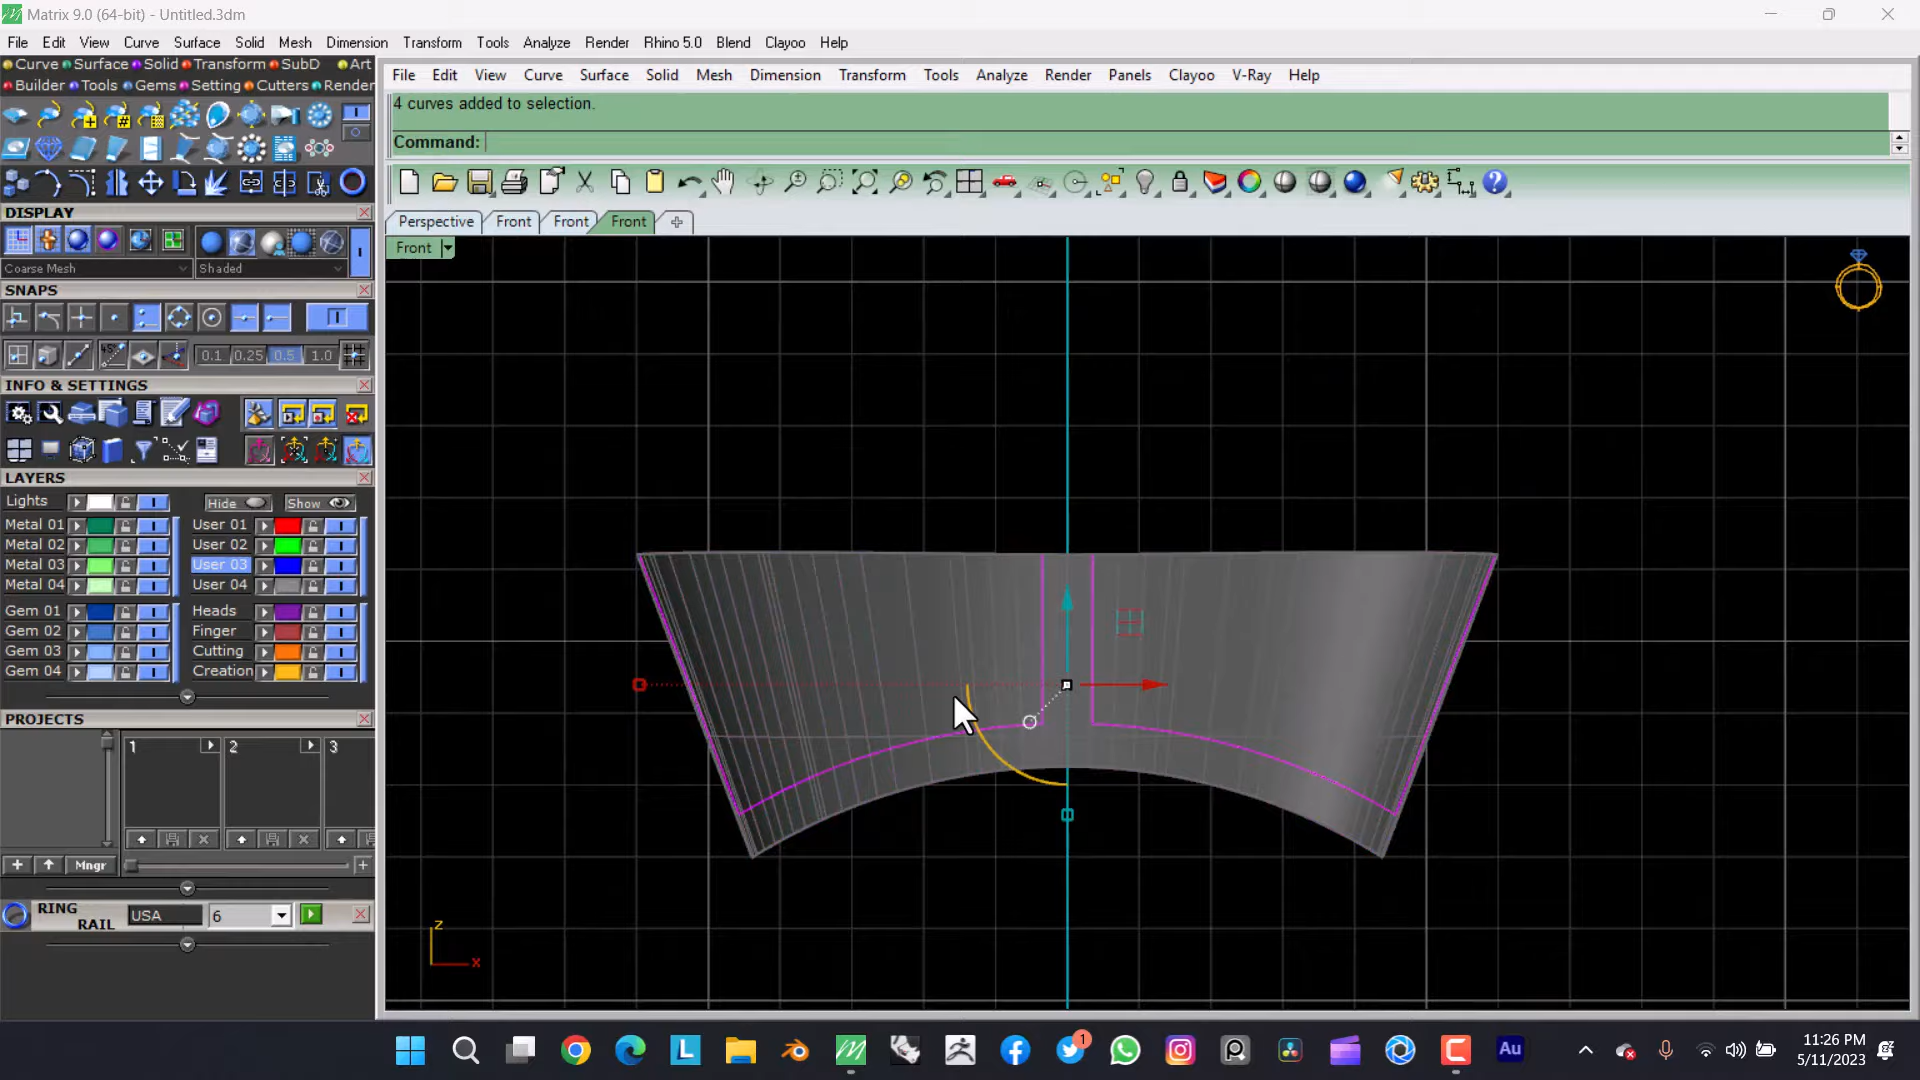 Matrix 9.0 (64-bit) - Untitled.3dm
File Edit View Curve Surface Solid Mesh Dimension Transform Tools Analyze Render Rhino 5.0 Blend Clayoo Help
Curve Surface Solid Transform SubD Art
Builder Tools Gems Setting Cutters Render
File Edit View Curve Surface Solid Mesh Dimension Transform Tools Analyze Render Panels Clayoo V-Ray Help
4 curves added to selection.
Command:
DISPLAY
Coarse Mesh Shaded
Perspective Front Front Front
Front
SNAPS
0.1 0.25 0.5 1.0
INFO & SETTINGS
LAYERS
Lights Hide Show
Metal 01 User 01
Metal 02 User 02
Metal 03 User 03
Metal 04 User 04
Gem 01 Heads
Gem 02 Finger
Gem 03 Cutting
Gem 04 Creation
PROJECTS
1 2 3
Mngr
RING RAIL USA 6
z
x
L
1
Au
11:26 PM
5/11/2023